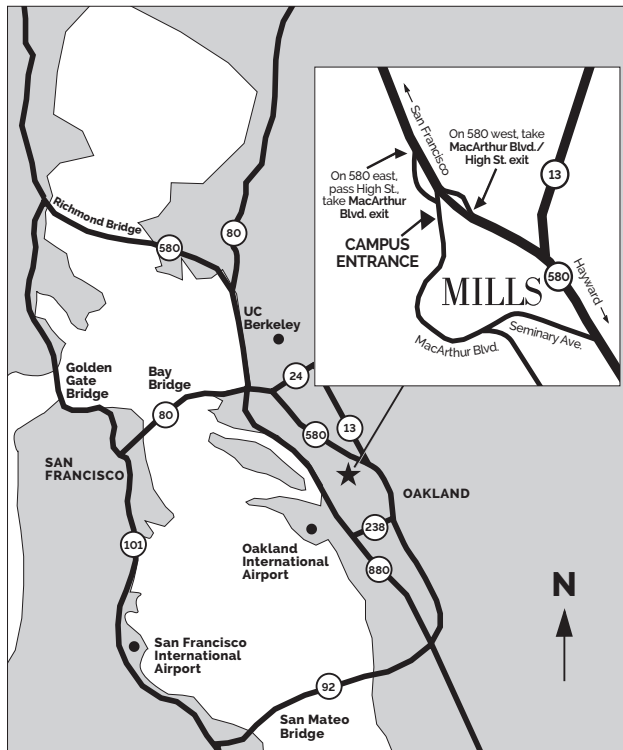 San Francisco
On 580 west, take
MacArthur Blvd./
High St. exit
On 580 east,
pass High St.,
take MacArthur
Blvd. exit
13
CAMPUS
ENTRANCE
580
MILLS
Hayward
Seminary Ave.
MacArthur Blvd.
Richmond Bridge
580
80
UC
Berkeley
Golden
Gate
Bridge
Bay
Bridge
24
80
13
580
SAN
FRANCISCO
OAKLAND
238
101
Oakland
International
Airport
880
N
San Francisco
International
Airport
92
San Mateo
Bridge